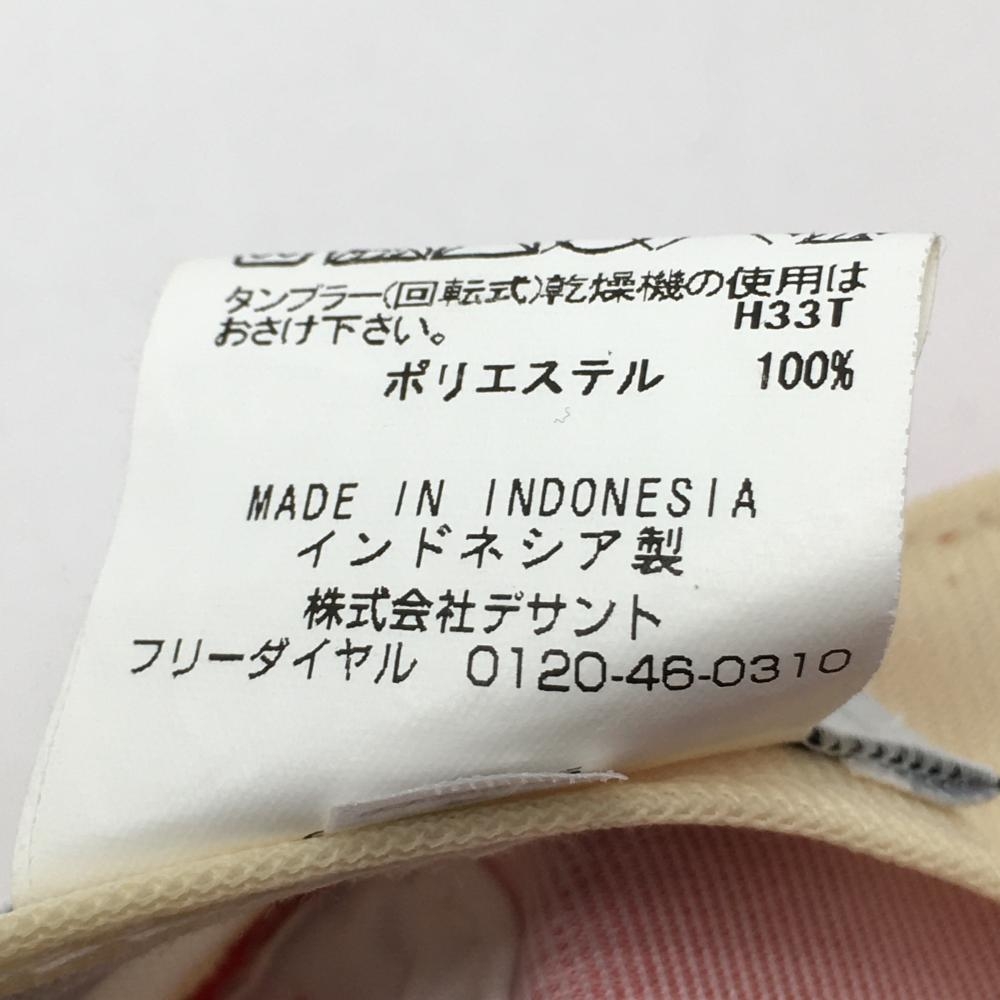 タンブラー(回転式)乾燥機の使用は
おさけ下さい。 H33T
ポリエステル 100%
MADE IN INDONESIA
インドネシア製
株式会社デサント
フリーダイヤル 0120-46-0310